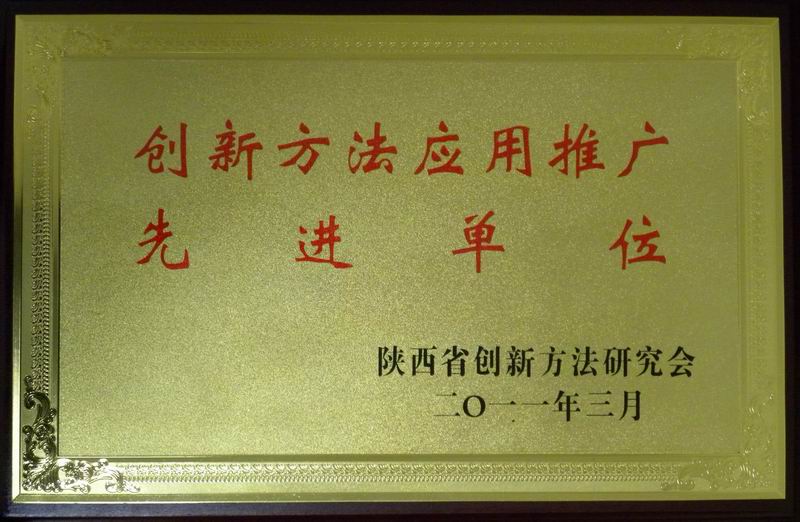 创新方法应用推广
先进单位
陕西省创新方法研究会
二〇一一年三月